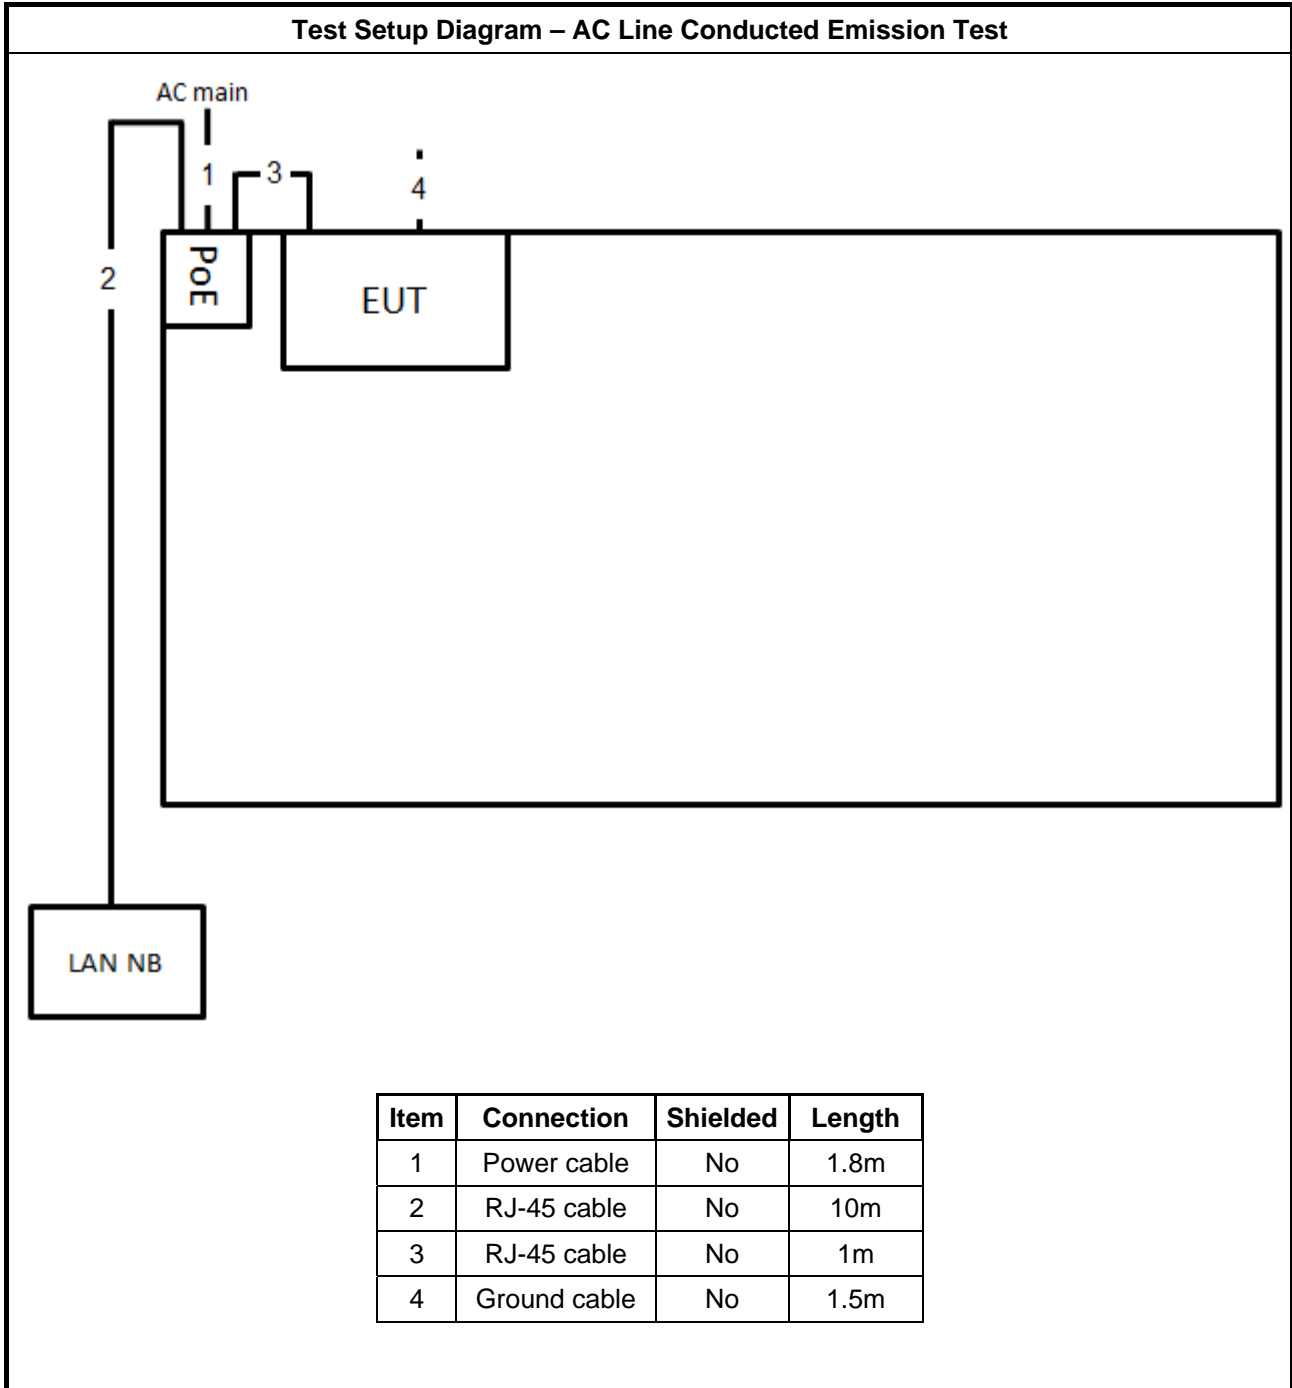 Test Setup Diagram – AC Line Conducted Emission Test
AC main
1
3
4
2
PoE
EUT
LAN NB
Item Connection Shielded Length
1 Power cable No 1.8m
2 RJ-45 cable No 10m
3 RJ-45 cable No 1m
4 Ground cable No 1.5m